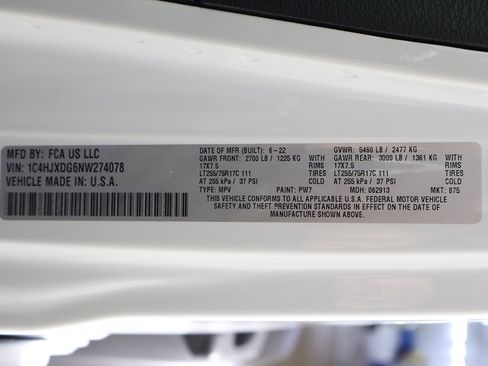 MFD BY: FCA US LLC
VIN: 1C4HJXDG6NW274078
VEHICLE MADE IN: U.S.A.
DATE OF MFR (BUILT): 6-22 GVWR: 5460 LB / 2477 KG
GAWR FRONT: 2700 LB / 1225 KG WITH GAWR REAR: 3000 LB / 1361 KG WITH
17X7.5 RIMS 17X7.5 RIMS
LT255/75R17C 111 TIRES LT255/75R17C 111 TIRES
AT 255 kPa / 37 PSI COLD AT 255 kPa / 37 PSI COLD
TYPE: MPV PAINT: PW7 MDH: 062913 MKT: 875
THIS VEHICLE CONFORMS TO ALL APPLICABLE U.S.A. FEDERAL MOTOR VEHICLE
SAFETY AND THEFT PREVENTION STANDARDS IN EFFECT ON THE DATE OF
MANUFACTURE SHOWN ABOVE.